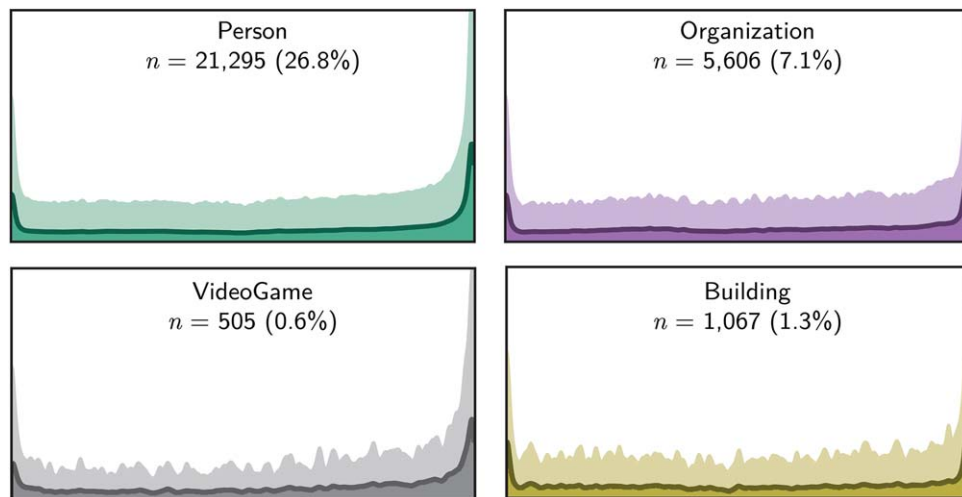 Person
n = 21,295 (26.8%)
Organization
n = 5,606 (7.1%)
VideoGame
n = 505 (0.6%)
Building
n = 1,067 (1.3%)